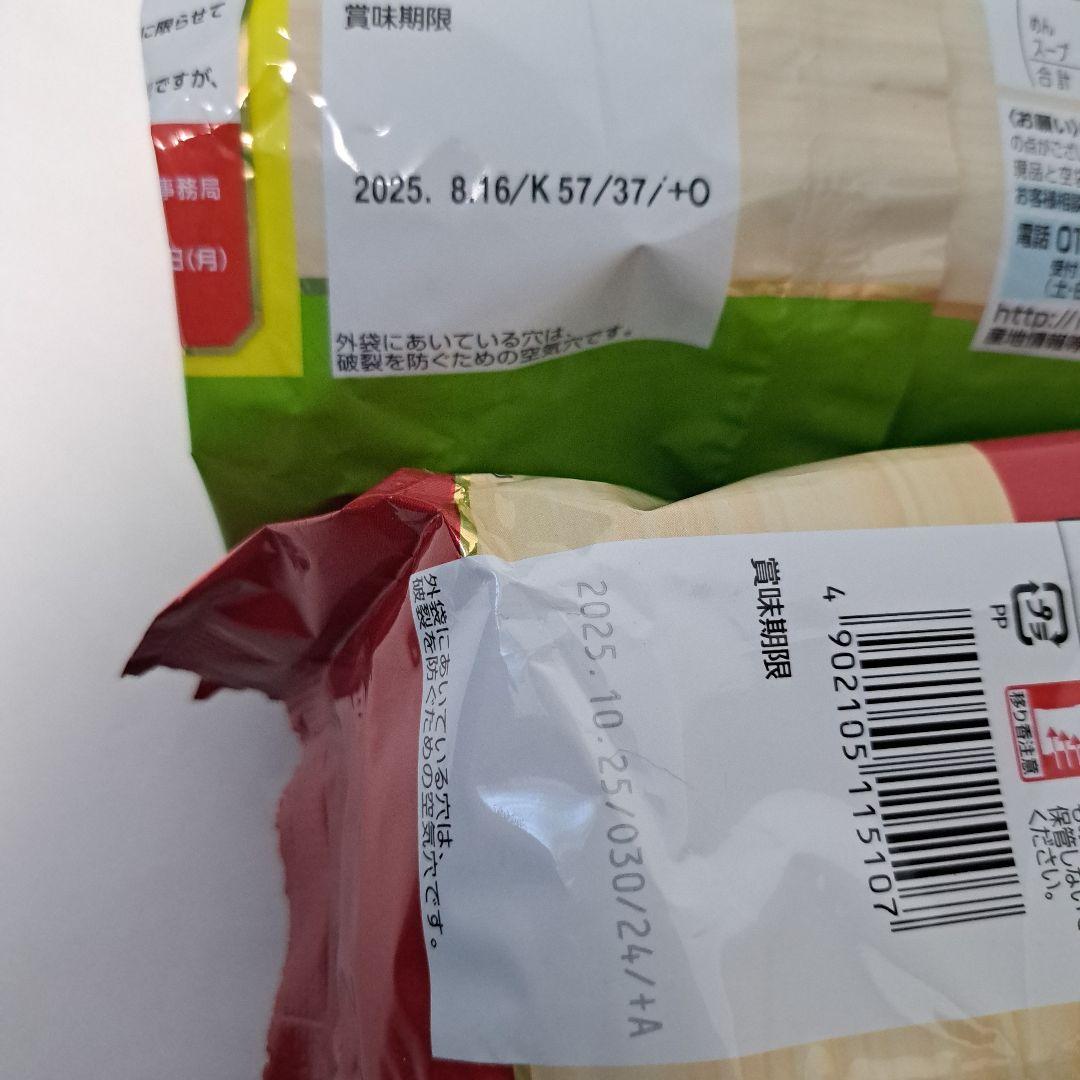 に限らせて
ですが、
事務局
日(月)
賞味期限
2025. 8.16/K57/37/+O
外袋にあいている穴は、
破裂を防ぐための空気穴です。
めん
スープ
合計
〈お願い〉
の点がござい
現品と空袋
お客様相談
電話 01
受付
(土・日
http://
産地情報
外袋にあいている穴は、
破裂を防ぐための空気穴です。
2025.10.25/030/24/+A
賞味期限
4 902105 115107
プラ
PP
移り香注意
保管しない
ください。